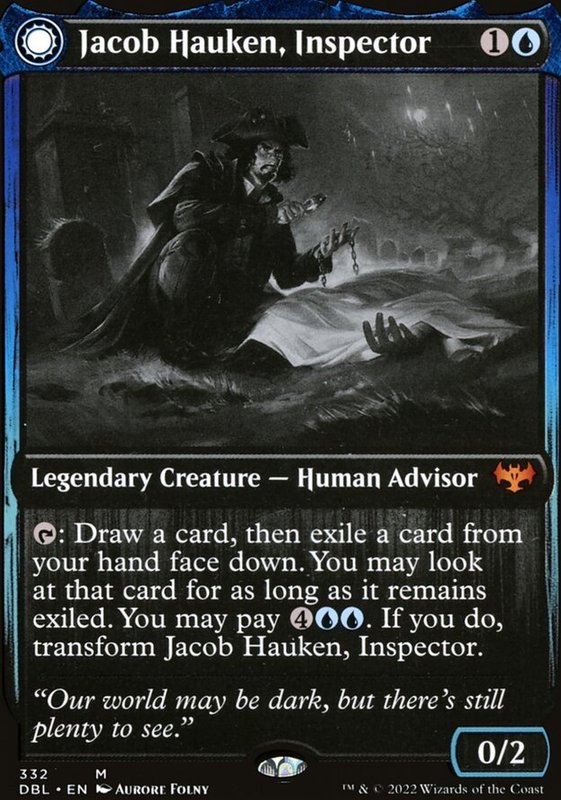 Jacob Hauken, Inspector 1
Legendary Creature — Human Advisor
: Draw a card, then exile a card from
your hand face down. You may look
at that card for as long as it remains
exiled. You may pay 4. If you do,
transform Jacob Hauken, Inspector.
“Our world may be dark, but there’s still
plenty to see.”
0/2
332 M
DBL • EN Aurore Folny
™ & © 2022 Wizards of the Coast